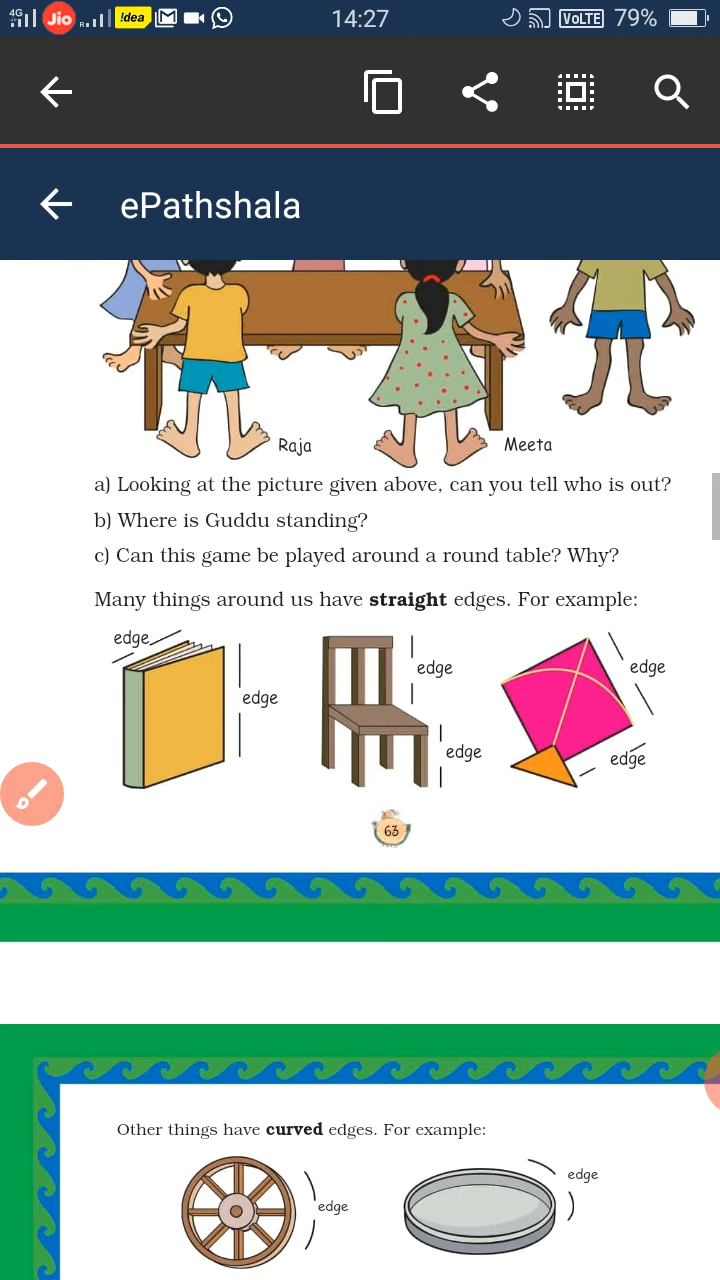 4G Jio R !dea 14:27 VoLTE 79%
ePathshala
Raja
Meeta
a) Looking at the picture given above, can you tell who is out?
b) Where is Guddu standing?
c) Can this game be played around a round table? Why?
Many things around us have straight edges. For example:
edge
edge
edge
edge
edge
edge
63
Other things have curved edges. For example:
edge
edge